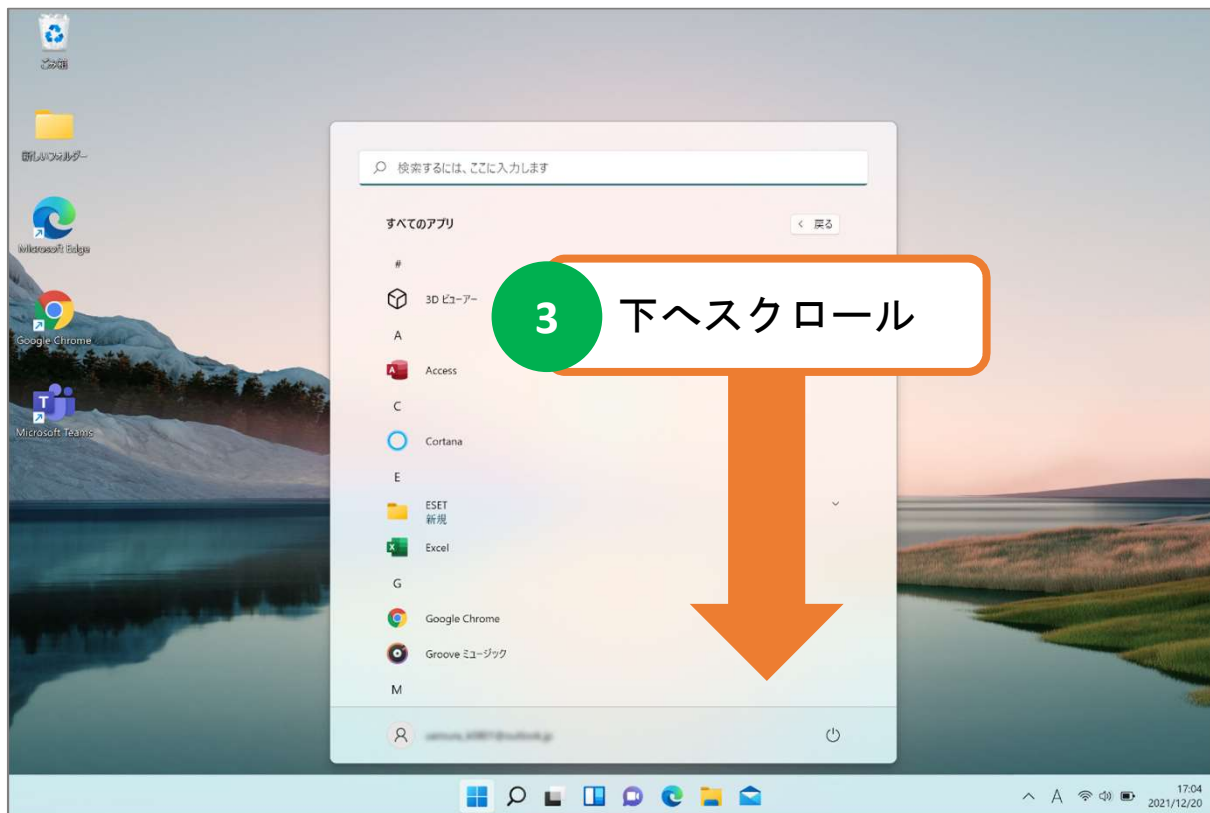 ごみ箱
新しいフォルダー
Microsoft Edge
Google Chrome
Microsoft Teams
検索するには、ここに入力します
すべてのアプリ
< 戻る
#
3D ビューアー
A
Access
C
Cortana
E
ESET
新規
Excel
G
Google Chrome
Groove ミュージック
M
3 下へスクロール
A
17:04
2021/12/20